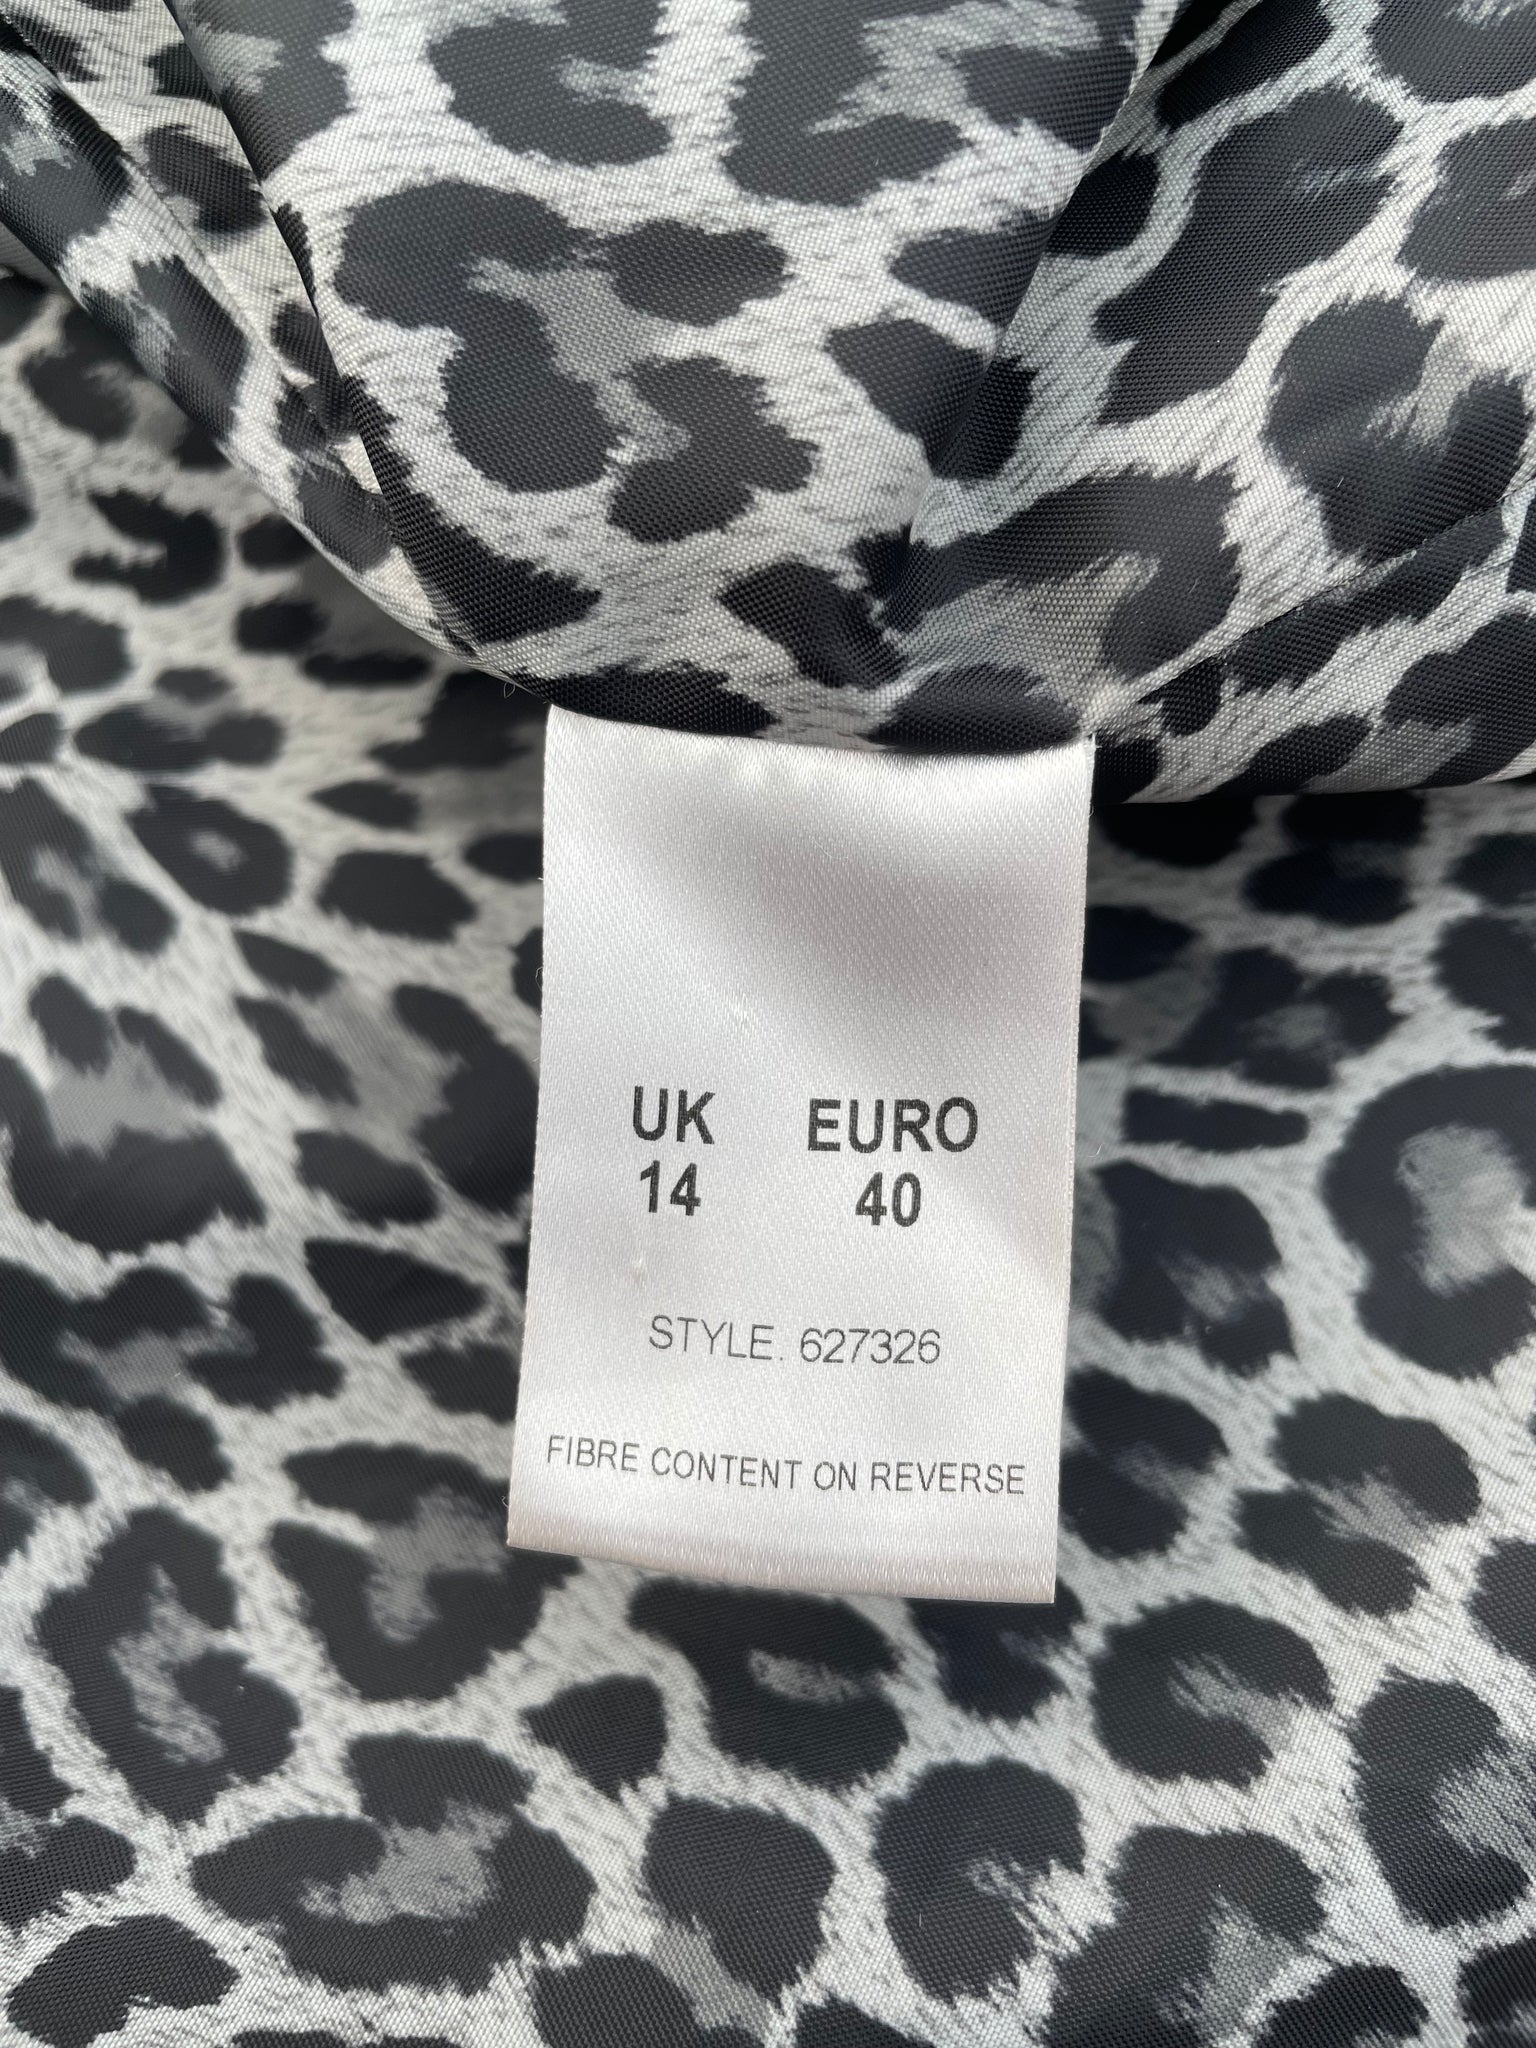 UK EURO
14 40
STYLE. 627326
FIBRE CONTENT ON REVERSE